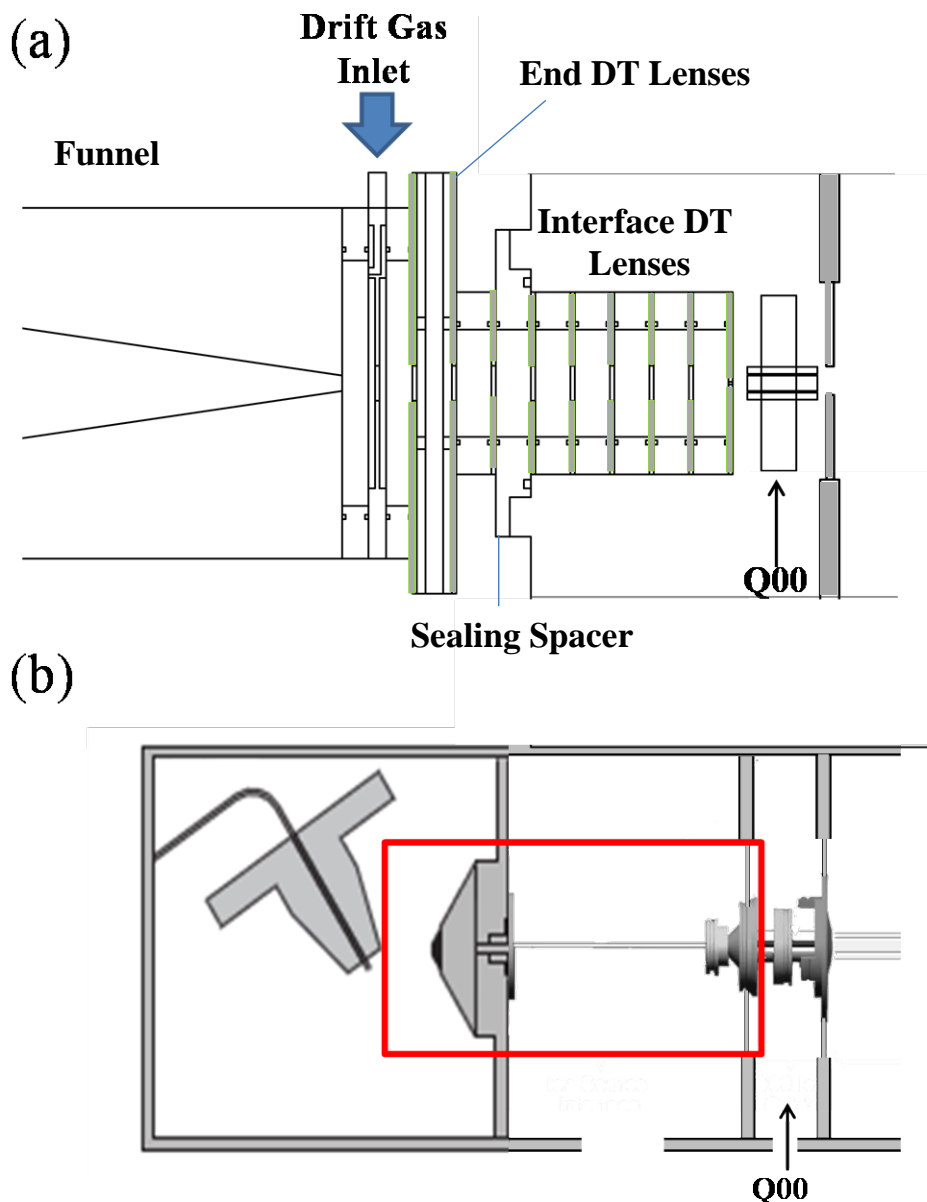 (a)
Drift Gas
Inlet
End DT Lenses
Funnel
Interface DT
Lenses
Q00
Sealing Spacer
(b)
Q00